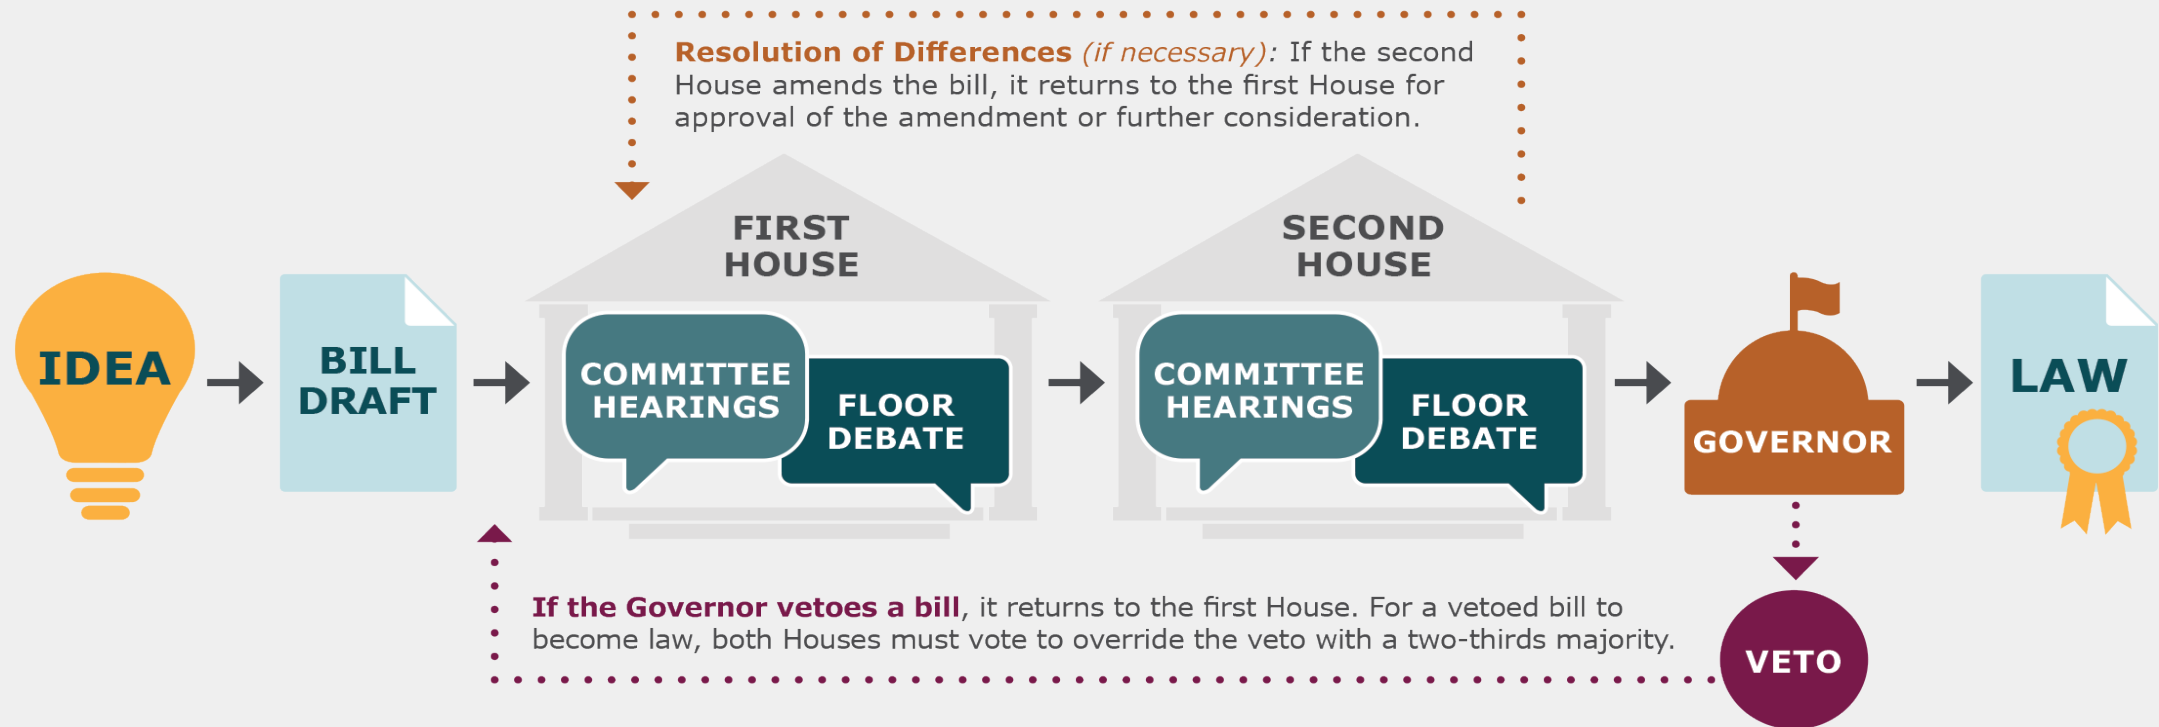 Resolution of Differences (if necessary): If the second
House amends the bill, it returns to the first House for
approval of the amendment or further consideration.
IDEA
BILL
DRAFT
FIRST
HOUSE
COMMITTEE
HEARINGS
FLOOR
DEBATE
SECOND
HOUSE
COMMITTEE
HEARINGS
FLOOR
DEBATE
GOVERNOR
LAW
If the Governor vetoes a bill, it returns to the first House. For a vetoed bill to
become law, both Houses must vote to override the veto with a two-thirds majority.
VETO